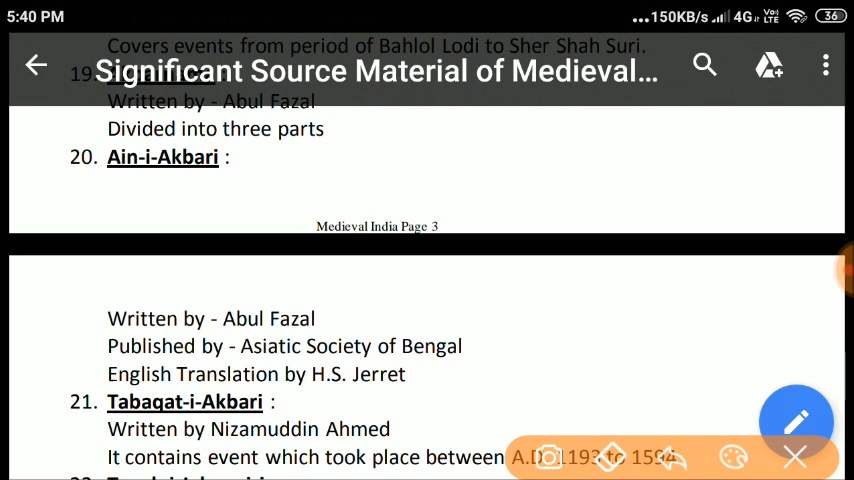 5:40 PM
...150KB/s 4G Vo) LTE 36
Covers events from period of Bahlol Lodi to Sher Shah Suri.
19.
Significant Source Material of Medieval...
Written by - Abul Fazal
Divided into three parts
20. Ain-i-Akbari :
Medieval India Page 3
Written by - Abul Fazal
Published by - Asiatic Society of Bengal
English Translation by H.S. Jerret
21. Tabaqat-i-Akbari :
Written by Nizamuddin Ahmed
It contains event which took place between A.D. 1193 to 1594